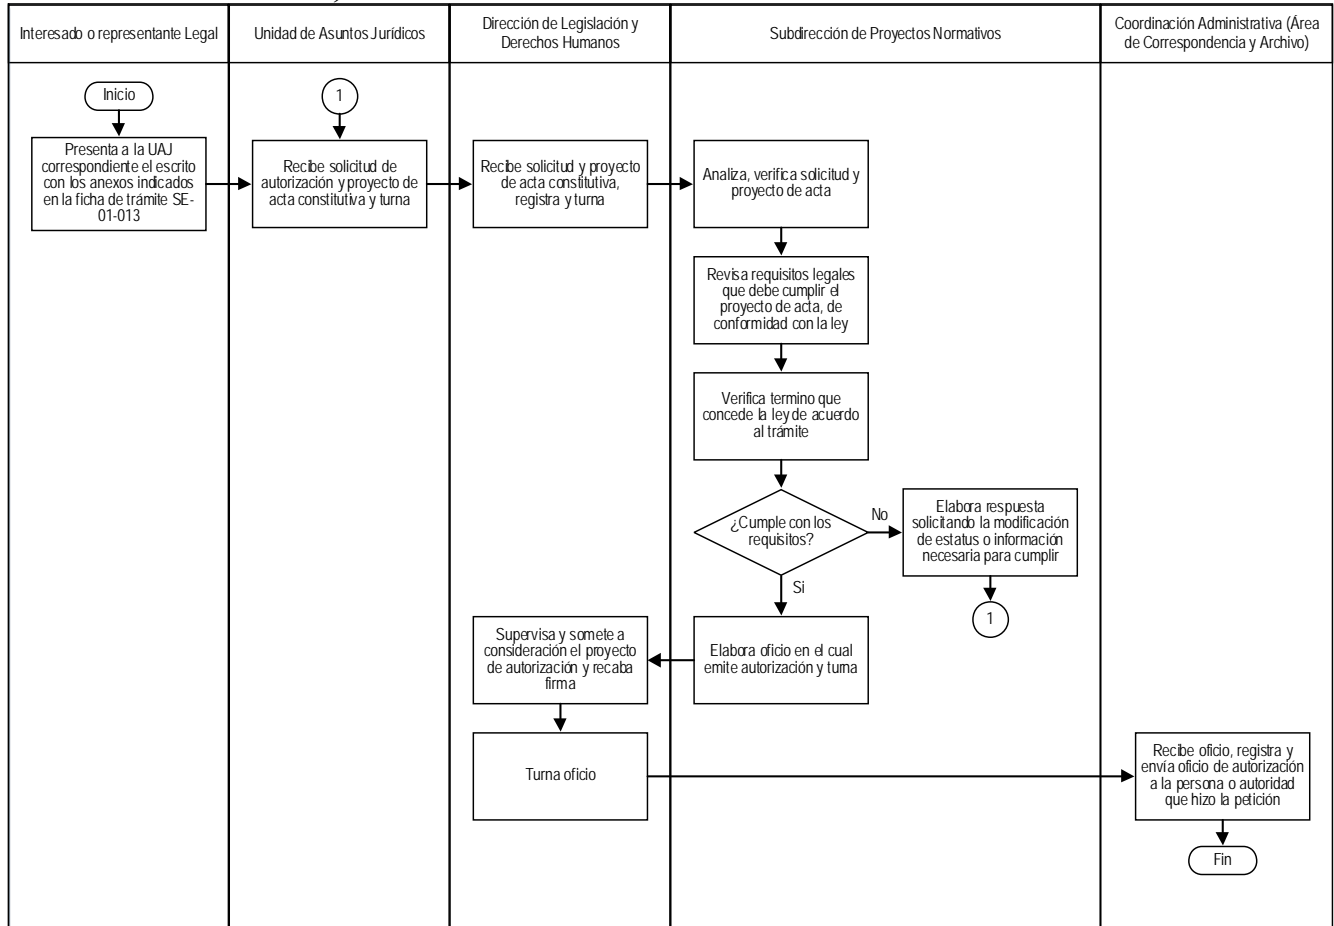 Interesado o representante Legal
Unidad de Asuntos Jurídicos
Dirección de Legislación y
Derechos Humanos
Subdirección de Proyectos Normativos
Coordinación Administrativa (Área
de Correspondencia y Archivo)
Inicio
Presenta a la UAJ
correspondiente el escrito
con los anexos indicados
en la ficha de trámite SE-
01-013
1
Recibe solicitud de
autorización y proyecto de
acta constitutiva y turna
Recibe solicitud y proyecto
de acta constitutiva,
registra y turna
Analiza, verifica solicitud y
proyecto de acta
Revisa requisitos legales
que debe cumplir el
proyecto de acta, de
conformidad con la ley
Verifica termino que
concede la ley de acuerdo
al trámite
¿Cumple con los
requisitos?
No
Elabora respuesta
solicitando la modificación
de estatus o información
necesaria para cumplir
1
Si
Elabora oficio en el cual
emite autorización y turna
Supervisa y somete a
consideración el proyecto
de autorización y recaba
firma
Turna oficio
Recibe oficio, registra y
envía oficio de autorización
a la persona o autoridad
que hizo la petición
Fin